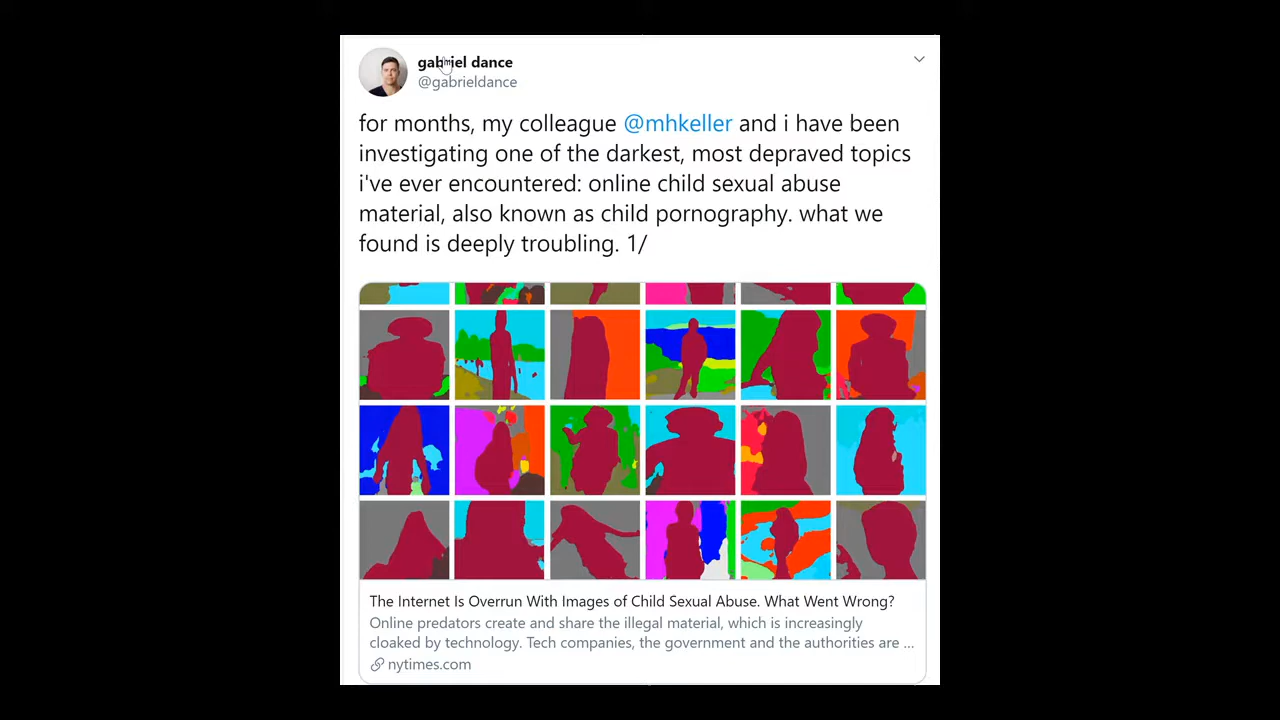 gabriel dance
@gabrieldance
for months, my colleague @mhkeller and i have been
investigating one of the darkest, most depraved topics
i've ever encountered: online child sexual abuse
material, also known as child pornography. what we
found is deeply troubling. 1/
The Internet Is Overrun With Images of Child Sexual Abuse. What Went Wrong?
Online predators create and share the illegal material, which is increasingly
cloaked by technology. Tech companies, the government and the authorities are ...
nytimes.com